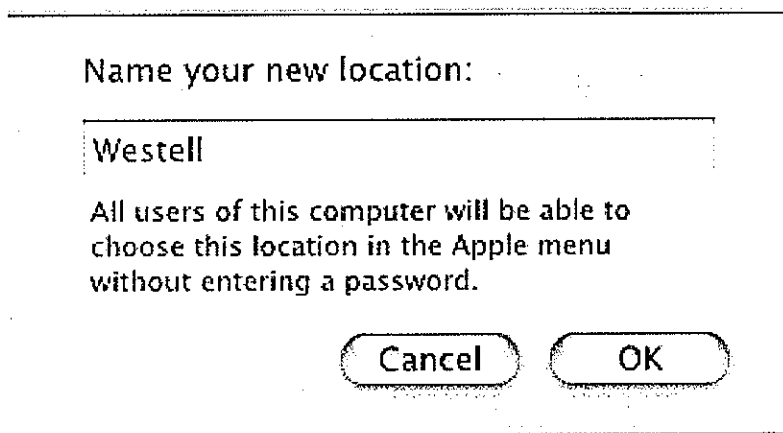 Name your new location:
Westell
All users of this computer will be able to
choose this location in the Apple menu
without entering a password.
Cancel
OK